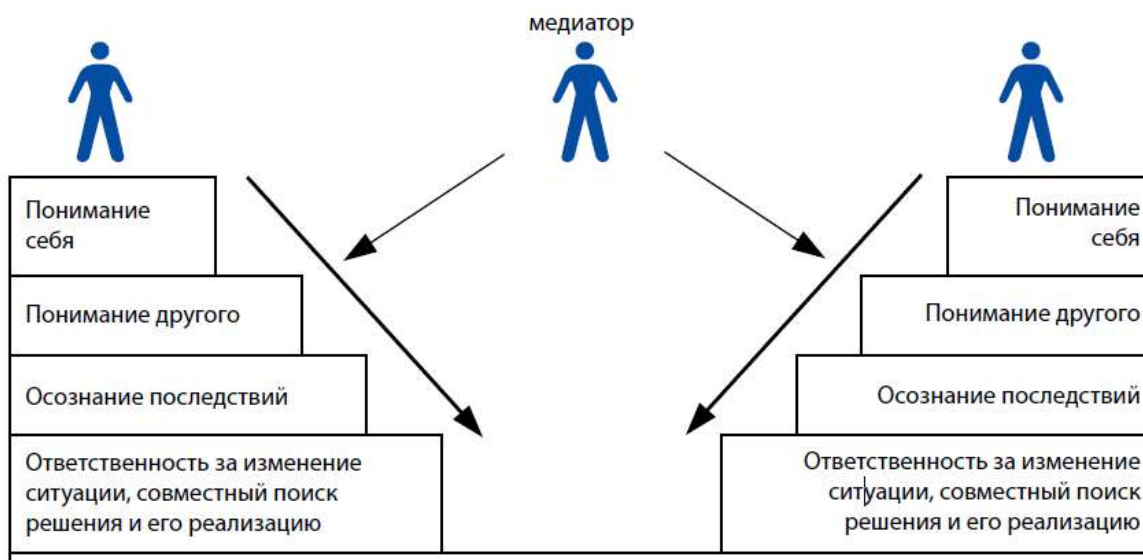 медиатор
Понимание
себя
Понимание
себя
Понимание другого
Понимание другого
Осознание последствий
Осознание последствий
Ответственность за изменение
ситуации, совместный поиск
решения и его реализацию
Ответственность за изменение
ситуации, совместный поиск
решения и его реализацию